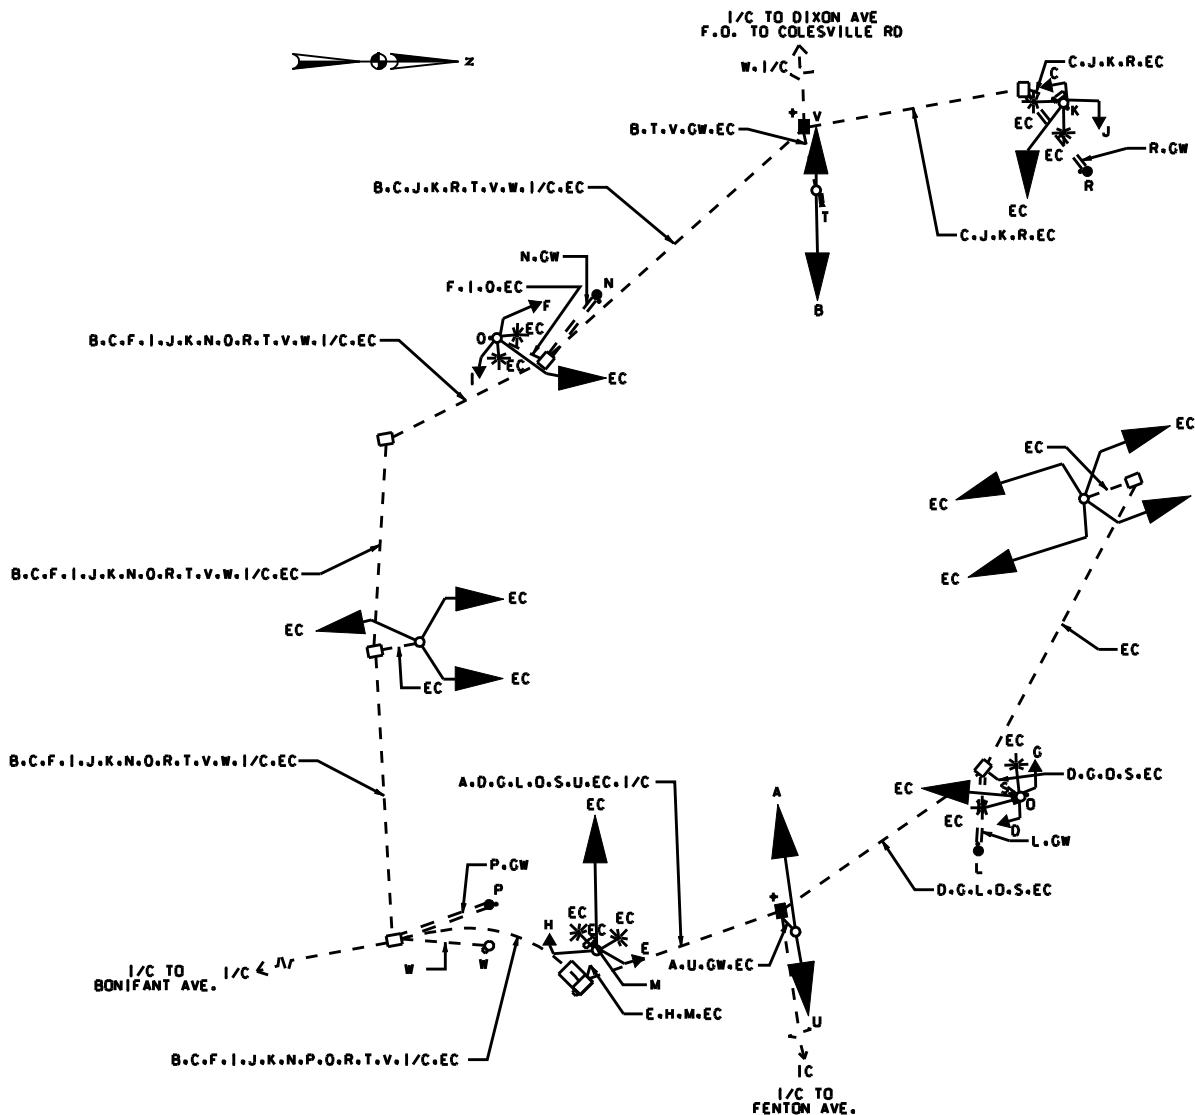 I/C TO DIXON AVE
F.O. TO COLESVILLE RD
W.I/C
N
C.J.K.R.EC
C
K
EC
J
EC
R.GW
R
EC
C.J.K.R.EC
+
V
B.T.V.GW.EC
T
B
B.C.J.K.R.T.V.W.I/C.EC
N.GW
N
F.I.O.EC
F
O
EC
EC
I
EC
B.C.F.I.J.K.N.O.R.T.V.W.I/C.EC
EC
EC
EC
EC
B.C.F.I.J.K.N.O.R.T.V.W.I/C.EC
EC
EC
EC
EC
EC
B.C.F.I.J.K.N.O.R.T.V.W.I/C.EC
A.D.G.L.O.S.U.EC.I/C
EC
A
EC
G
D.G.O.S.EC
EC
S
O
EC
D
L.GW
L
D.G.L.O.S.EC
P.GW
P
+
EC
EC
EC
H
E
A.U.GW.EC
W
W
M
I/C TO
BONIFANT AVE.
I/C
E.H.M.EC
U
B.C.F.I.J.K.N.P.O.R.T.V.I/C.EC
IC
I/C TO
FENTON AVE.